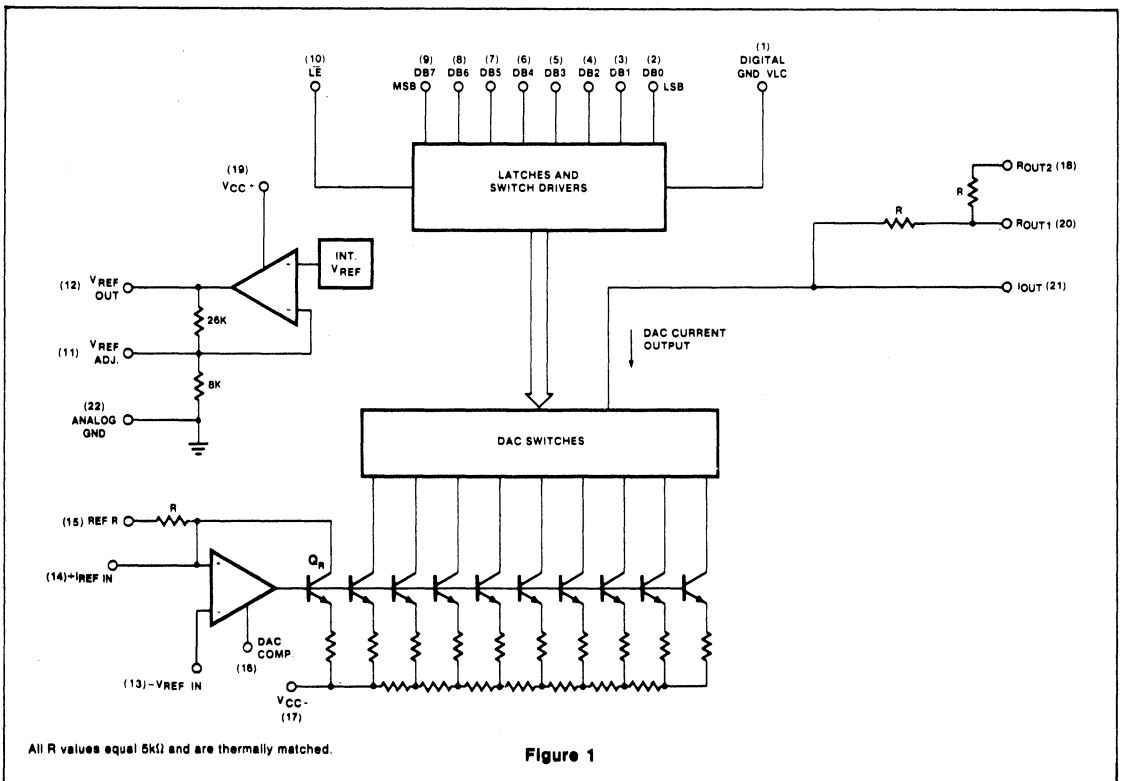 (10) (9) (8) (7) (6) (5) (4) (3) (2) (1)
LE DB7 DB6 DB5 DB4 DB3 DB2 DB1 DB0 DIGITAL
MSB LSB GND VLC
LATCHES AND
SWITCH DRIVERS
(19)
VCC+
INT.
VREF
(12) VREF
OUT
26K
(11) VREF
ADJ.
8K
(22)
ANALOG
GND
R ROUT2 (18)
R ROUT1 (20)
IOUT (21)
DAC CURRENT
OUTPUT
DAC SWITCHES
(15) REF R R
QR
(14)+IREF IN
DAC
COMP.
(16)
(13)-VREF IN
VCC-
(17)
All R values equal 5kΩ and are thermally matched.
Figure 1